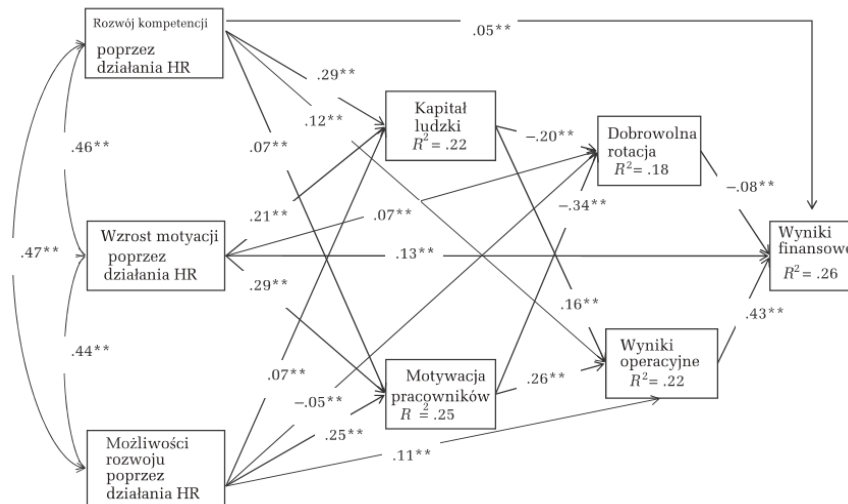 Rozwój kompetencji
poprzez
działania HR
.05**
.29**
.12**
.07**
Kapitał
ludzki
R² = .22
–.20**
Dobrowolna
rotacja
R² = .18
.46**
–.08**
.21**
.07**
–.34**
.47**
Wzrost motyacji
poprzez
działania HR
.13**
Wyniki
finansowe
R² = .26
.29**
.16**
.43**
.44**
.07**
Motywacja
pracowników
R² = .25
Wyniki
operacyjne
R² = .22
.26**
–.05**
.25**
.11**
Możliwości
rozwoju
poprzez
działania HR